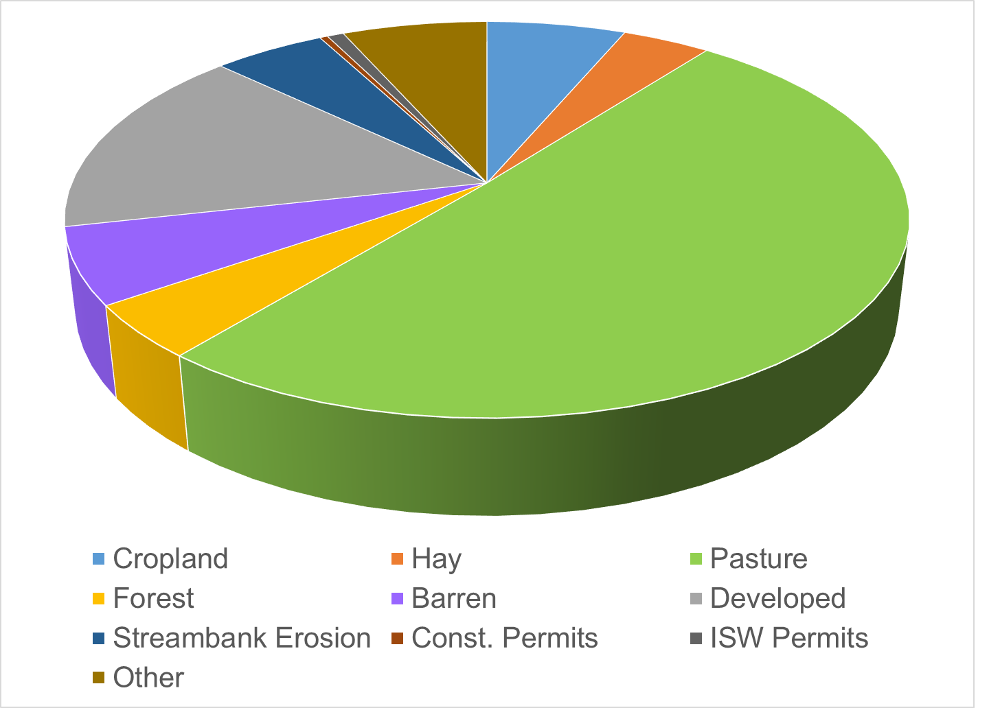 Cropland Hay Pasture
Forest Barren Developed
Streambank Erosion Const. Permits ISW Permits
Other